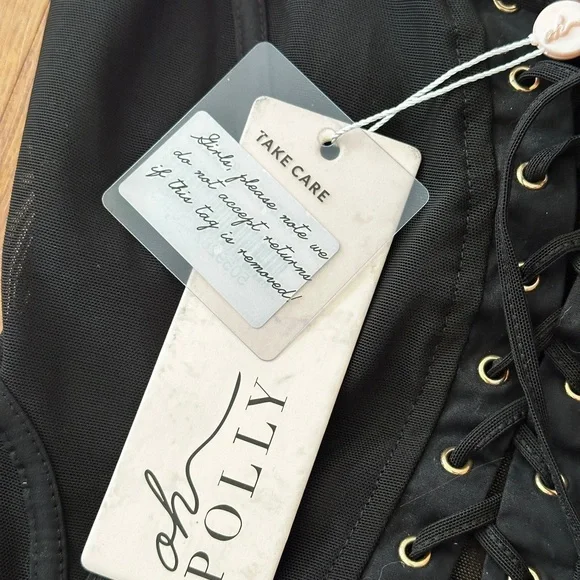 TAKE CARE
Girls, please note we
do not accept returns
if this tag is removed!
oh
POLLY